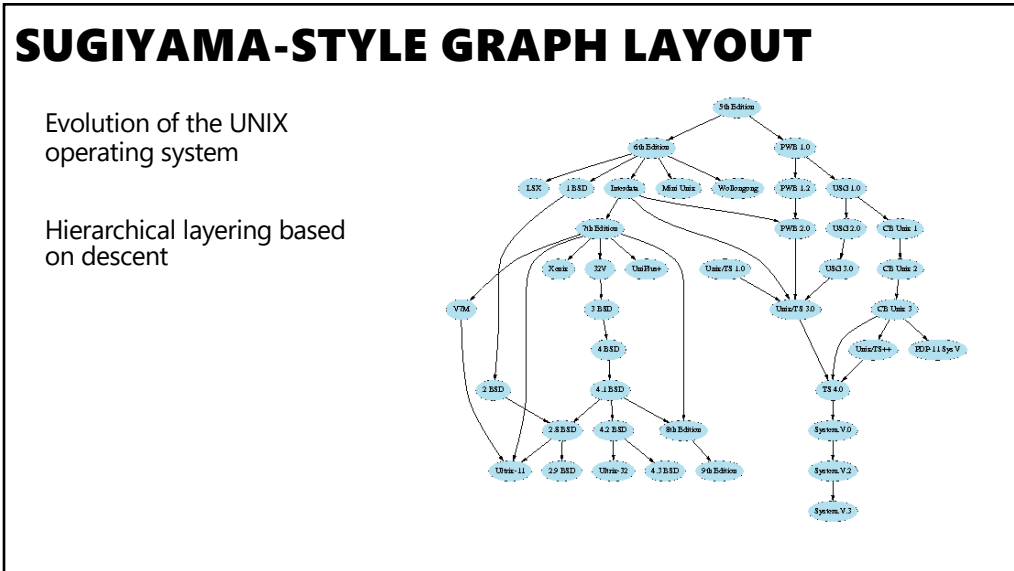 SUGIYAMA-STYLE GRAPH LAYOUT
Evolution of the UNIX
operating system
Hierarchical layering based
on descent
5th Edition
6th Edition
PWB 1.0
LSX
1 BSD
Interdata
Mini Unix
Wollongong
PWB 1.2
USG 1.0
7th Edition
PWB 2.0
USG 2.0
CB Unix 1
Xenix
32V
UniPlus+
Unix/TS 1.0
USG 3.0
CB Unix 2
V7M
3 BSD
Unix/TS 3.0
CB Unix 3
4 BSD
Unix/TS++
PDP-11 Sys V
2 BSD
4.1 BSD
TS 4.0
2.8 BSD
4.2 BSD
8th Edition
System V.0
Ultrix-11
2.9 BSD
Ultrix-32
4.3 BSD
9th Edition
System V.2
System V.3